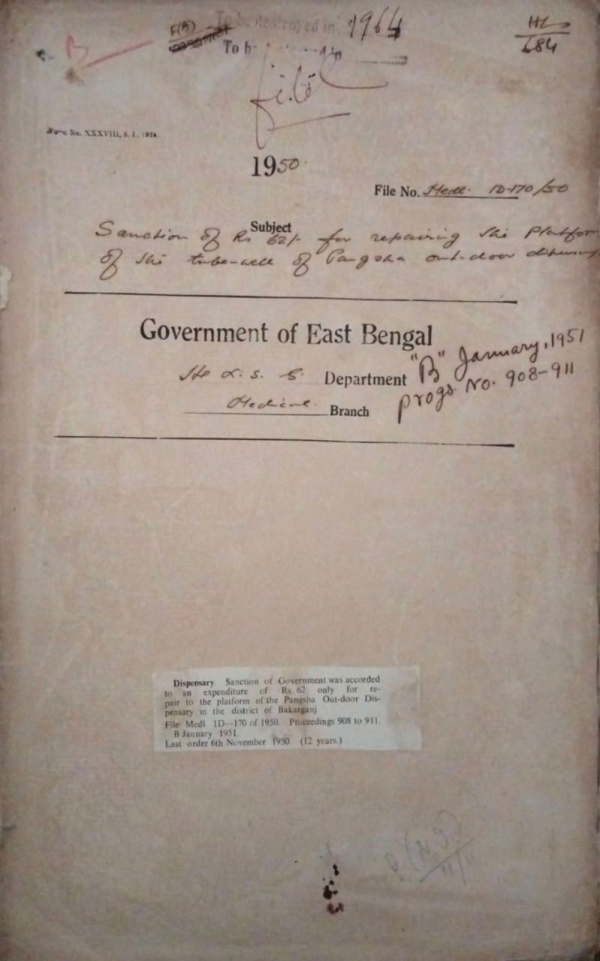 To be destroyed in 1964
To b
HL
684
B
File
Form No. XXXVIII, S. I., 1938.
1950
File No. Medl. 1D-170/50
Subject
Sanction of Rs 62/- for repairing the Platfor
of the tube-well of Pangsha out-door dispensary
Government of East Bengal
The L. S. G. Department
Medical Branch
"B" January, 1951
Progs. No. 908-911
Dispensary. Sanction of Government was accorded
to an expenditure of Rs. 62 only for re-
pair to the platform of the Pangsha Out-door Dis-
pensary in the district of Bakarganj.
File Medl. 1D—170 of 1950. Proceedings 908 to 911.
B January 1951.
Last order 6th November 1950. (12 years.)